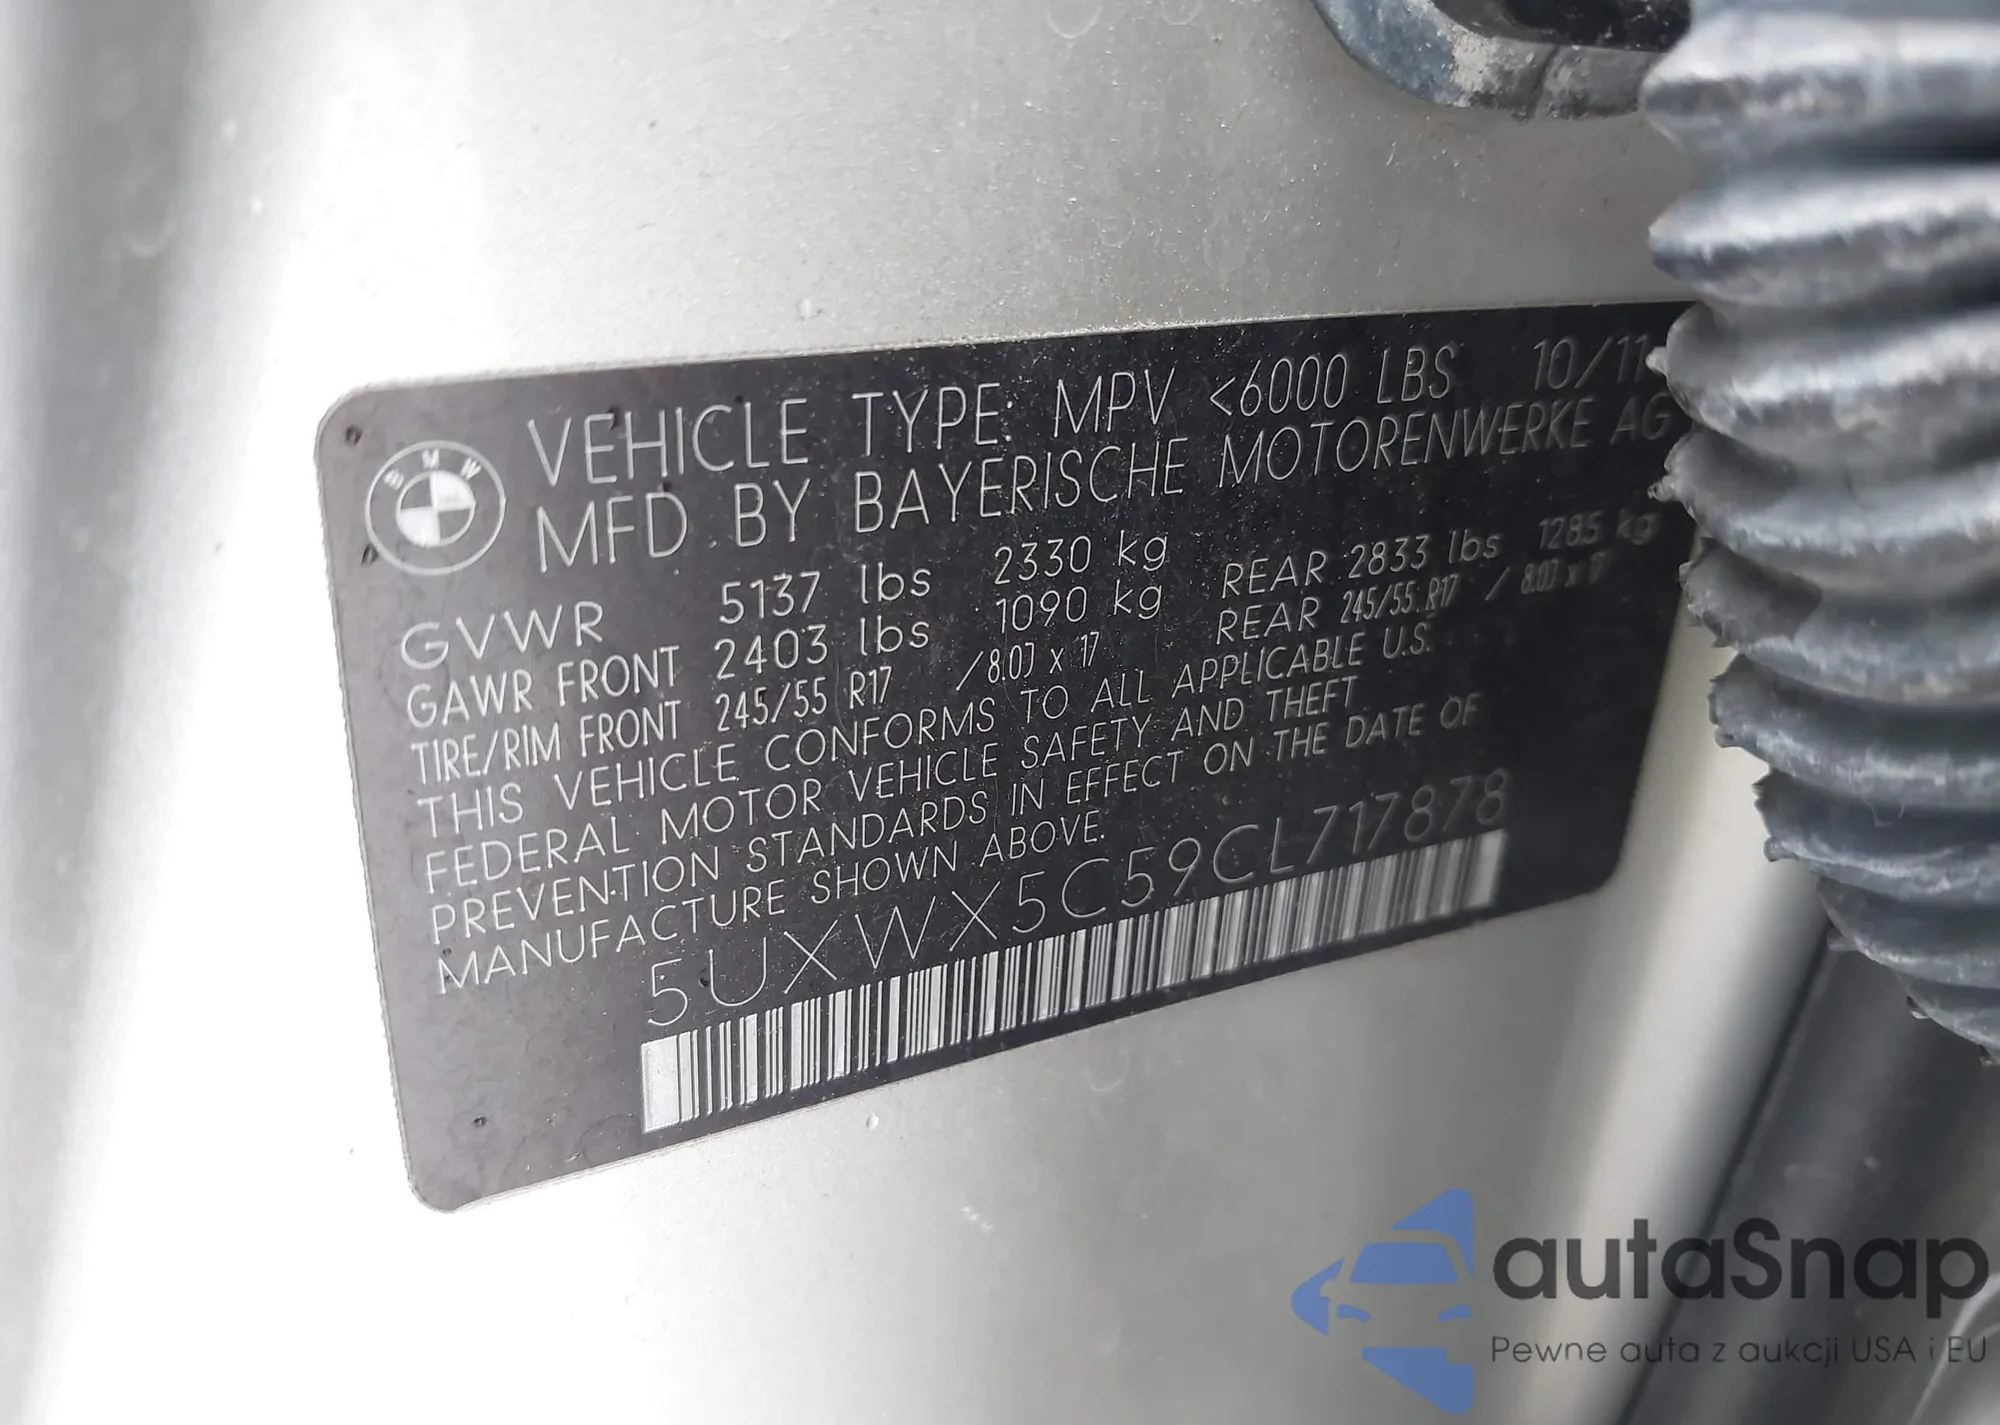 VEHICLE TYPE: MPV <6000 LBS 10/11
MFD BY BAYERISCHE MOTORENWERKE AG
BMW
GVWR 5137 lbs 2330 kg
GAWR FRONT 2403 lbs 1090 kg REAR 2833 lbs 1285 kg
TIRE/RIM FRONT 245/55 R17 /8.0J x 17 REAR 245/55 R17 / 8.0J x 17
THIS VEHICLE CONFORMS TO ALL APPLICABLE U.S.
FEDERAL MOTOR VEHICLE SAFETY AND THEFT
PREVENTION STANDARDS IN EFFECT ON THE DATE OF
MANUFACTURE SHOWN ABOVE.
5UXWX5C59CL717878
autaSnap
Pewne auta z aukcji USA i EU